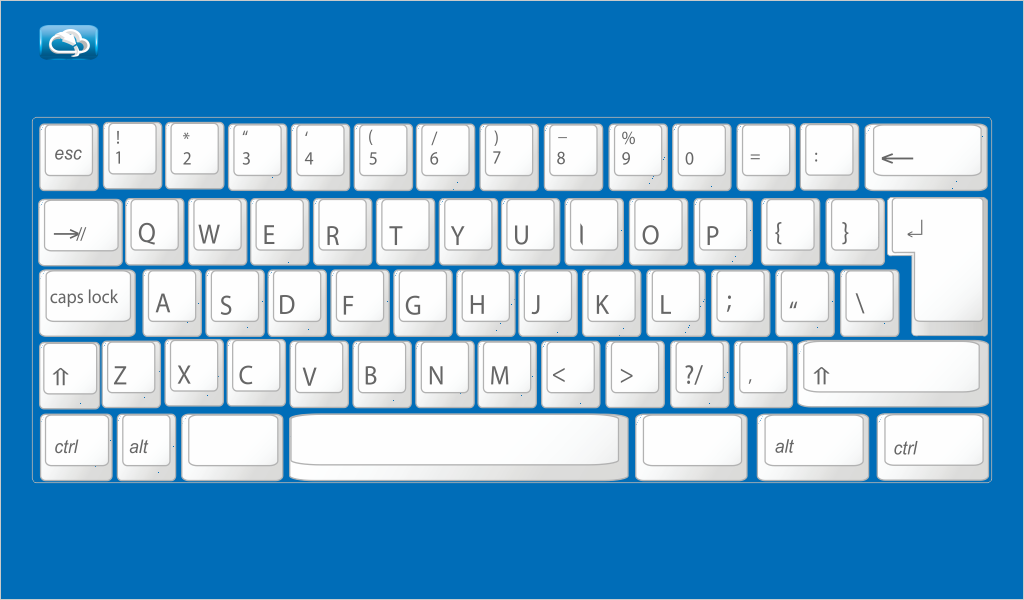 ! * “ ‘ ( / ) – %
esc 1 2 3 4 5 6 7 8 9 0 = : ←
Q W E R T Y U I O P { } ↵
caps lock A S D F G H J K L ; “ \
⇑ Z X C V B N M < > ?/ , ⇑
ctrl alt alt ctrl